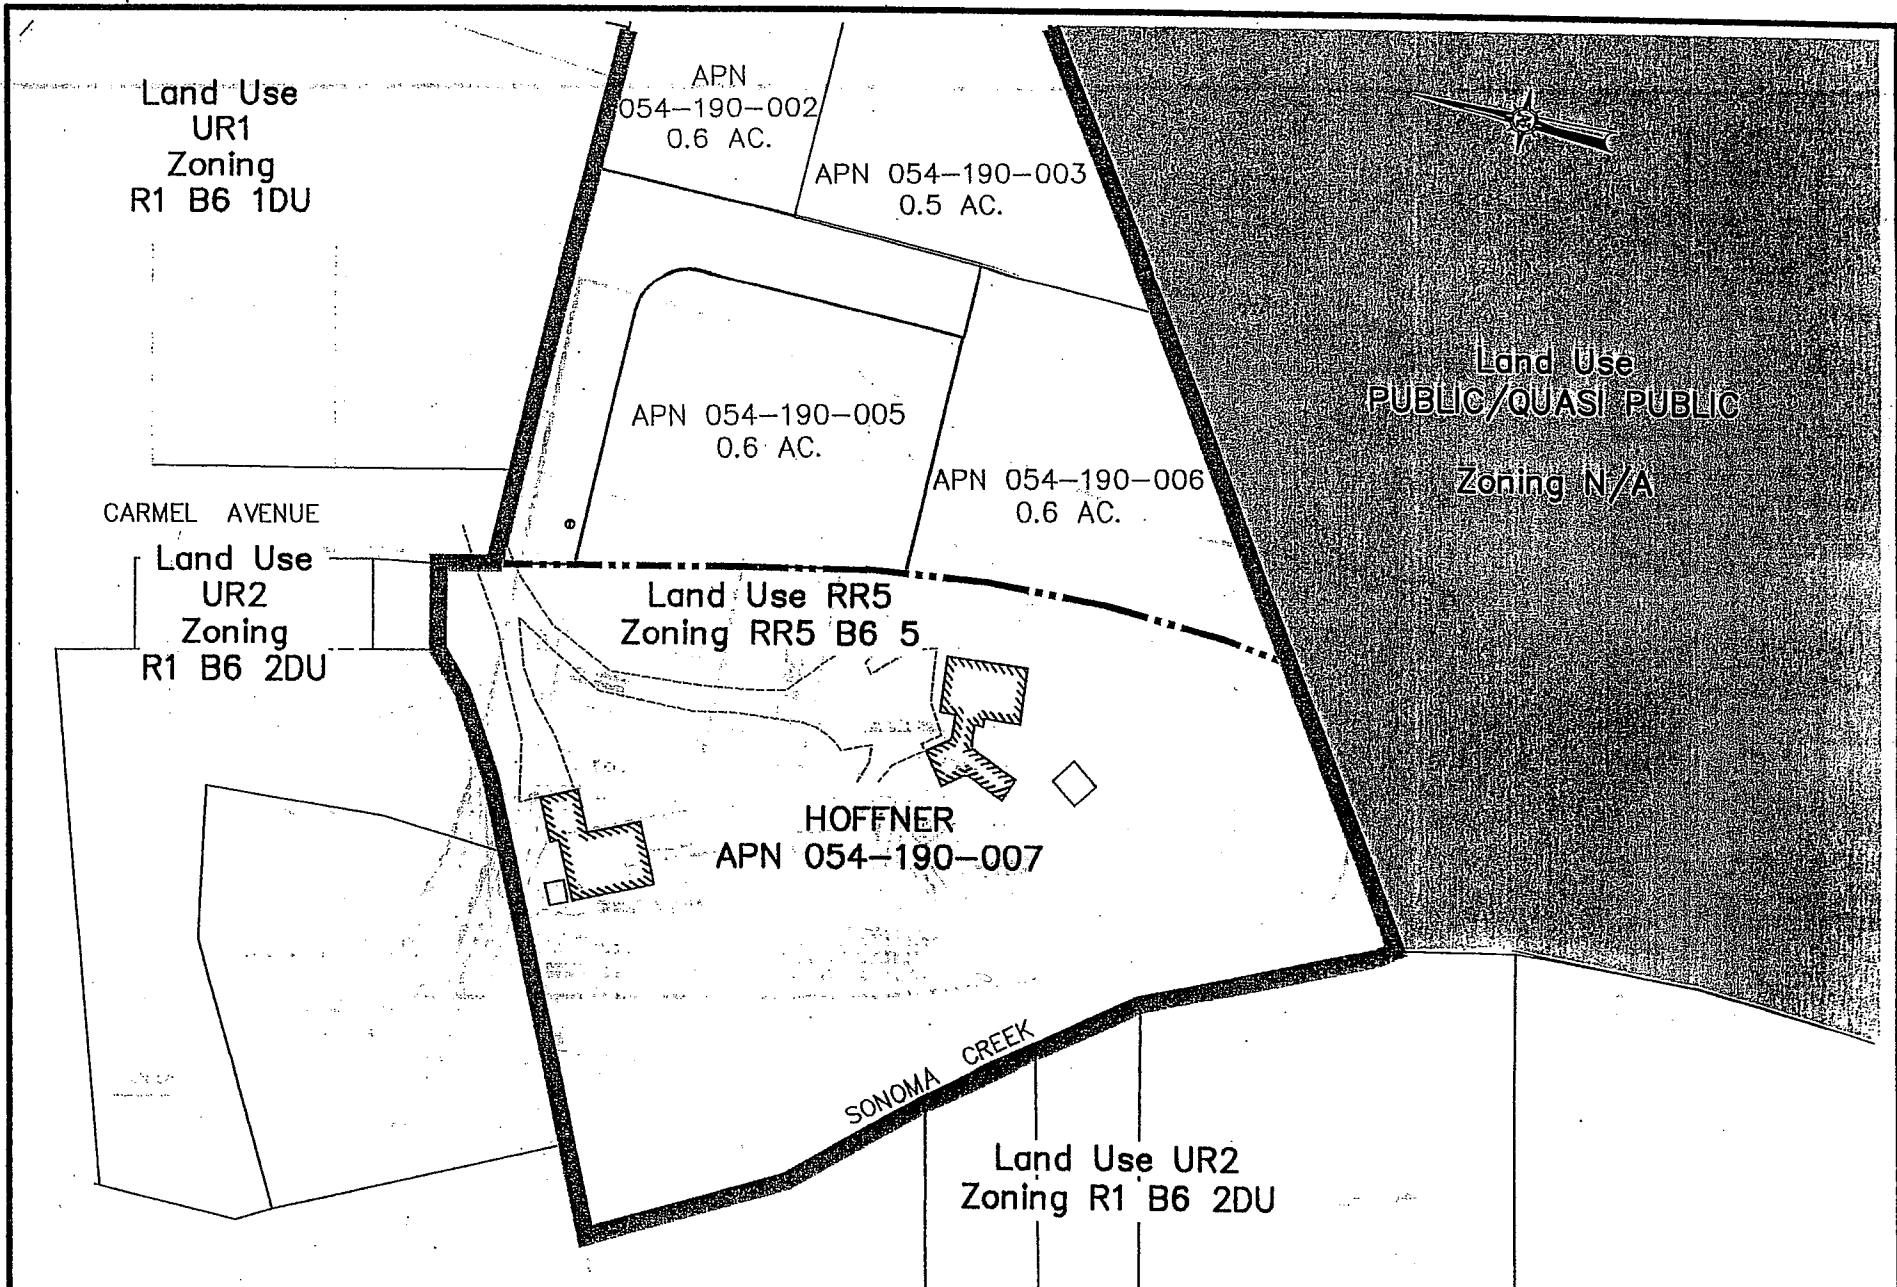 Land Use
UR1
Zoning
R1 B6 1DU
APN
054-190-002
0.6 AC.
APN 054-190-003
0.5 AC.
Land Use
PUBLIC/QUASI PUBLIC
Zoning N/A
APN 054-190-005
0.6 AC.
APN 054-190-006
0.6 AC.
CARMEL AVENUE
Land Use
UR2
Zoning
R1 B6 2DU
Land Use RR5
Zoning RR5 B6 5
HOFFNER
APN 054-190-007
SONOMA CREEK
Land Use UR2
Zoning R1 B6 2DU